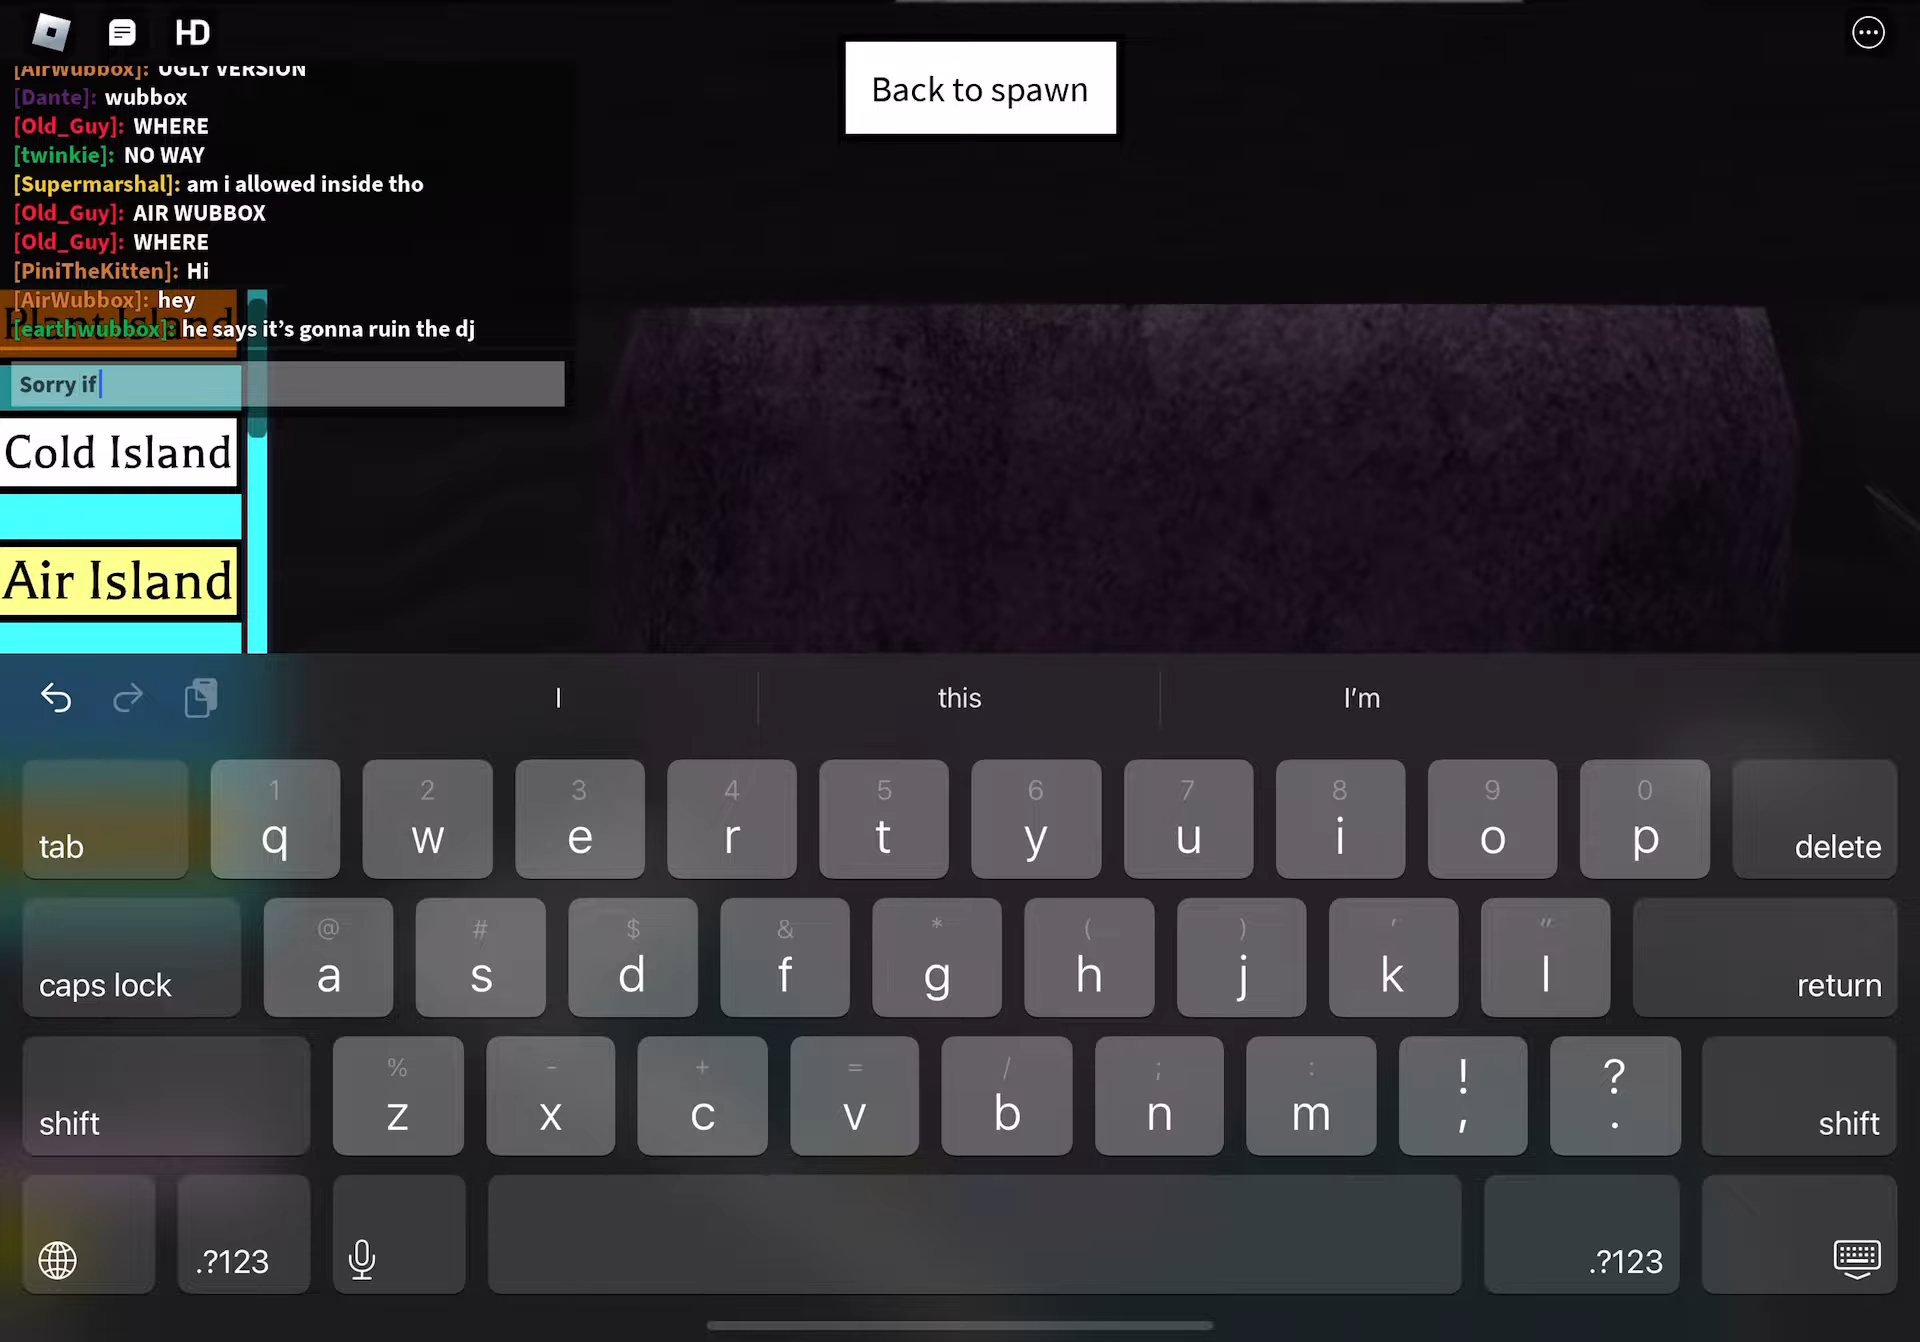 HD
[AirWubbox]: UGLY VERSION
[Dante]: wubbox
[Old_Guy]: WHERE
[twinkie]: NO WAY
[Supermarshal]: am i allowed inside tho
[Old_Guy]: AIR WUBBOX
[Old_Guy]: WHERE
[PiniTheKitten]: Hi
[AirWubbox]: hey
[earthwubbox]: he says it’s gonna ruin the dj
Plant Island
Sorry if
Cold Island
Air Island
Back to spawn
I this I’m
tab 1 q 2 w 3 e 4 r 5 t 6 y 7 u 8 i 9 o 0 p delete
caps lock @ a # s $ d & f * g ( h ) j ' k " l return
shift % z - x + c = v / b ; n : m ! , ? . shift
.?123 .?123